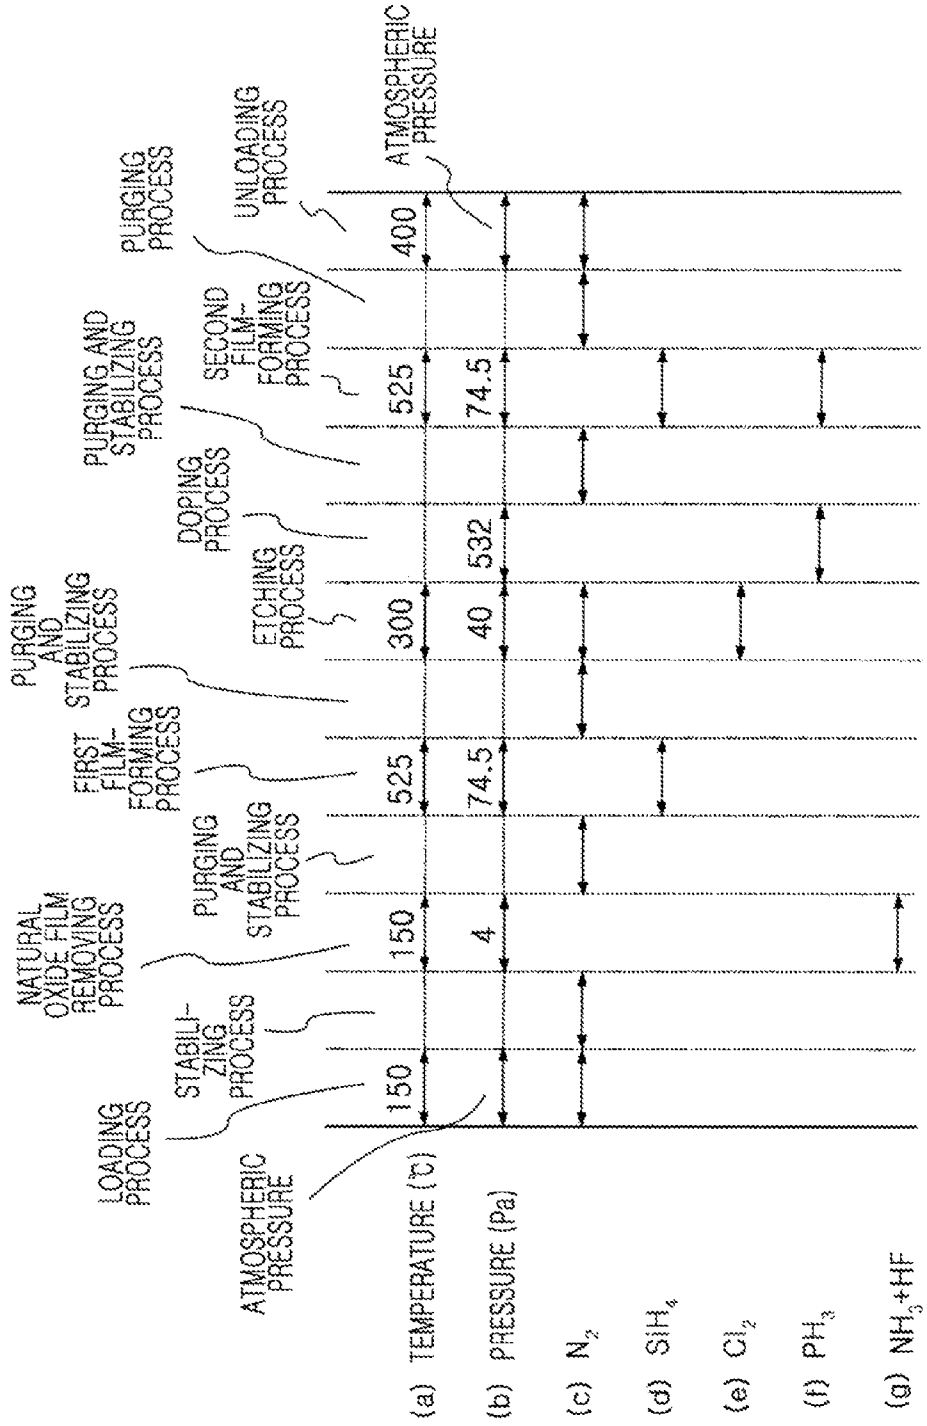 LOADING
PROCESS
STABILI-
ZING
PROCESS
NATURAL
OXIDE FILM
REMOVING
PROCESS
PURGING
AND
STABILIZING
PROCESS
FIRST
FILM-
FORMING
PROCESS
PURGING
AND
STABILIZING
PROCESS
ETCHING
PROCESS
DOPING
PROCESS
PURGING AND
STABILIZING
PROCESS
SECOND
FILM-
FORMING
PROCESS
PURGING
PROCESS
UNLOADING
PROCESS
ATMOSPHERIC
PRESSURE
ATMOSPHERIC
PRESSURE
(a) TEMPERATURE (℃) 150 150 525 300 525 400
(b) PRESSURE (Pa) 4 74.5 40 532 74.5
(c) N₂
(d) SiH₄
(e) Cl₂
(f) PH₃
(g) NH₃+HF